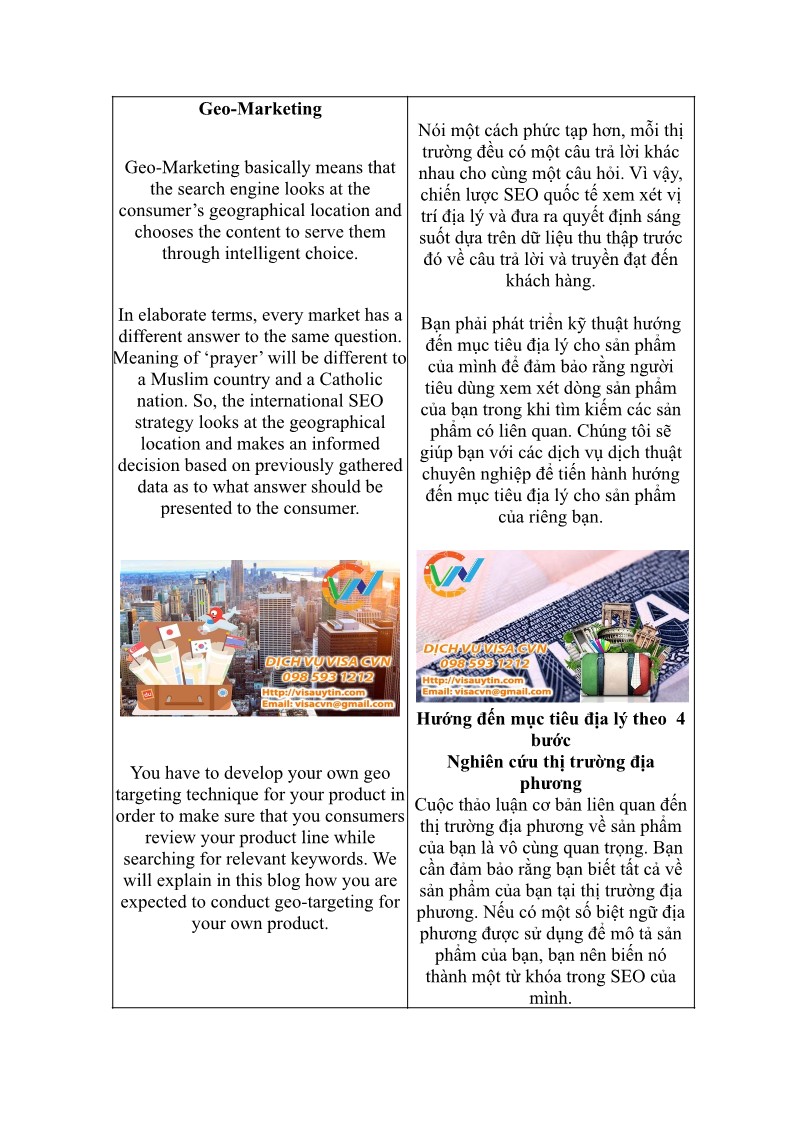 Geo-Marketing
Geo-Marketing basically means that
the search engine looks at the
consumer’s geographical location and
chooses the content to serve them
through intelligent choice.
In elaborate terms, every market has a
different answer to the same question.
Meaning of ‘prayer’ will be different to
a Muslim country and a Catholic
nation. So, the international SEO
strategy looks at the geographical
location and makes an informed
decision based on previously gathered
data as to what answer should be
presented to the consumer.
CVN
DỊCH VỤ VISA CVN
098 593 1212
Http://visauytin.com
Email: visacvn@gmail.com
You have to develop your own geo
targeting technique for your product in
order to make sure that you consumers
review your product line while
searching for relevant keywords. We
will explain in this blog how you are
expected to conduct geo-targeting for
your own product.
Nói một cách phức tạp hơn, mỗi thị
trường đều có một câu trả lời khác
nhau cho cùng một câu hỏi. Vì vậy,
chiến lược SEO quốc tế xem xét vị
trí địa lý và đưa ra quyết định sáng
suốt dựa trên dữ liệu thu thập trước
đó về câu trả lời và truyền đạt đến
khách hàng.
Bạn phải phát triển kỹ thuật hướng
đến mục tiêu địa lý cho sản phẩm
của mình để đảm bảo rằng người
tiêu dùng xem xét dòng sản phẩm
của bạn trong khi tìm kiếm các sản
phẩm có liên quan. Chúng tôi sẽ
giúp bạn với các dịch vụ dịch thuật
chuyên nghiệp để tiến hành hướng
đến mục tiêu địa lý cho sản phẩm
của riêng bạn.
CVN
DỊCH VỤ VISA CVN
098 593 1212
Http://visauytin.com
Email: visacvn@gmail.com
Hướng đến mục tiêu địa lý theo 4
bước
Nghiên cứu thị trường địa
phương
Cuộc thảo luận cơ bản liên quan đến
thị trường địa phương về sản phẩm
của bạn là vô cùng quan trọng. Bạn
cần đảm bảo rằng bạn biết tất cả về
sản phẩm của bạn tại thị trường địa
phương. Nếu có một số biệt ngữ địa
phương được sử dụng để mô tả sản
phẩm của bạn, bạn nên biến nó
thành một từ khóa trong SEO của
mình.